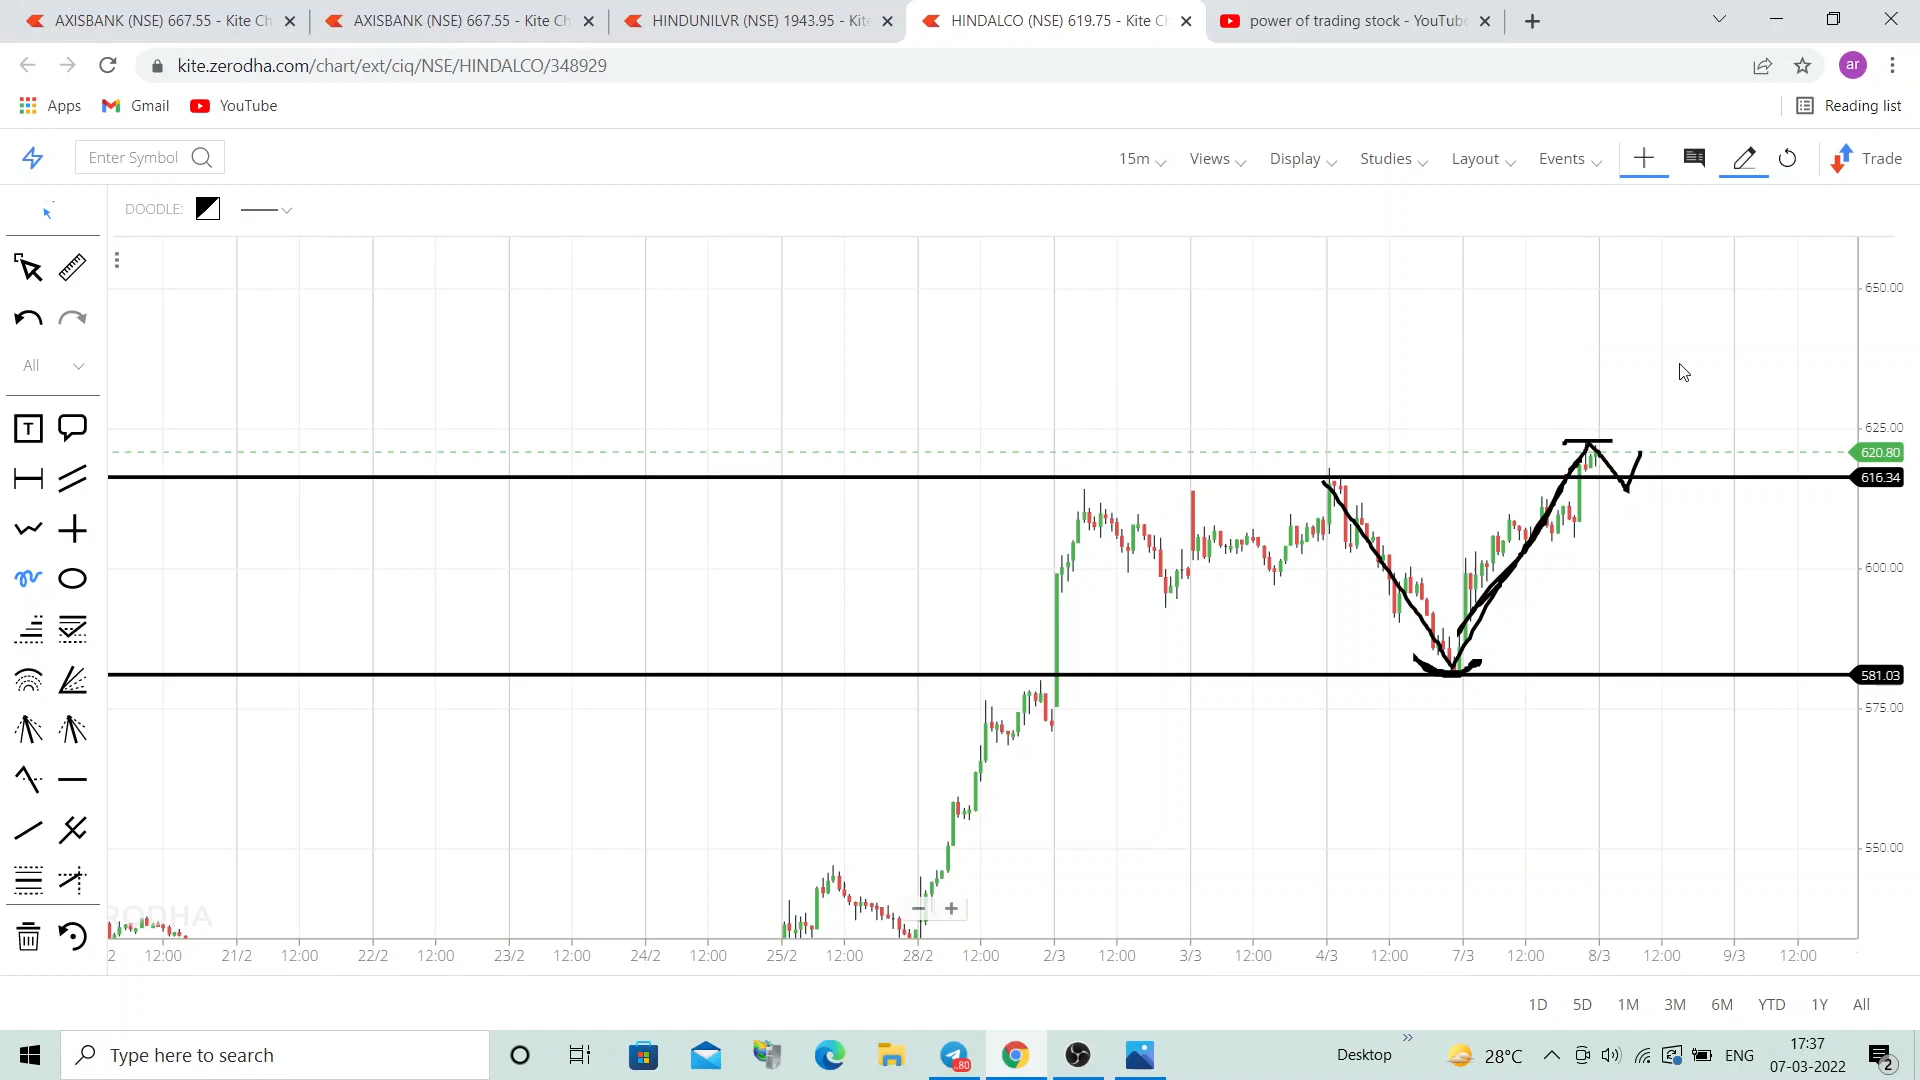 AXISBANK (NSE) 667.55 - Kite Ch
AXISBANK (NSE) 667.55 - Kite Ch
HINDUNILVR (NSE) 1943.95 - Kite
HINDALCO (NSE) 619.75 - Kite Ch
power of trading stock - YouTube
kite.zerodha.com/chart/ext/ciq/NSE/HINDALCO/348929
ar
Apps
Gmail
YouTube
Reading list
Enter Symbol
15m
Views
Display
Studies
Layout
Events
Trade
DOODLE:
All
T
650.00
625.00
620.80
616.34
600.00
581.03
575.00
550.00
RODHA
− +
2 12:00 21/2 12:00 22/2 12:00 23/2 12:00 24/2 12:00 25/2 12:00 28/2 12:00 2/3 12:00 3/3 12:00 4/3 12:00 7/3 12:00 8/3 12:00 9/3 12:00
1D 5D 1M 3M 6M YTD 1Y All
Type here to search
.80
Desktop
28°C
ENG
17:37
07-03-2022
2